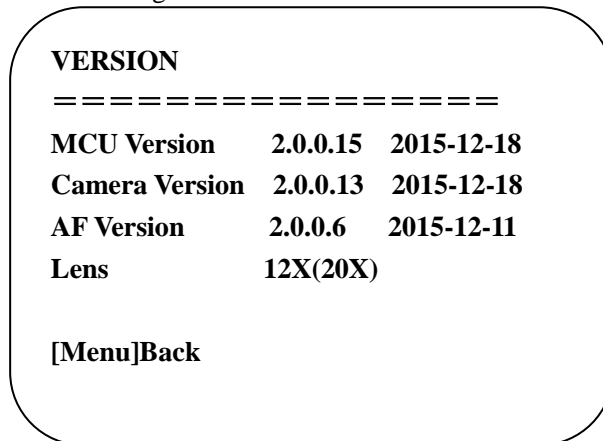 VERSION
================
MCU Version 2.0.0.15 2015-12-18
Camera Version 2.0.0.13 2015-12-18
AF Version 2.0.0.6 2015-12-11
Lens 12X(20X)
[Menu]Back